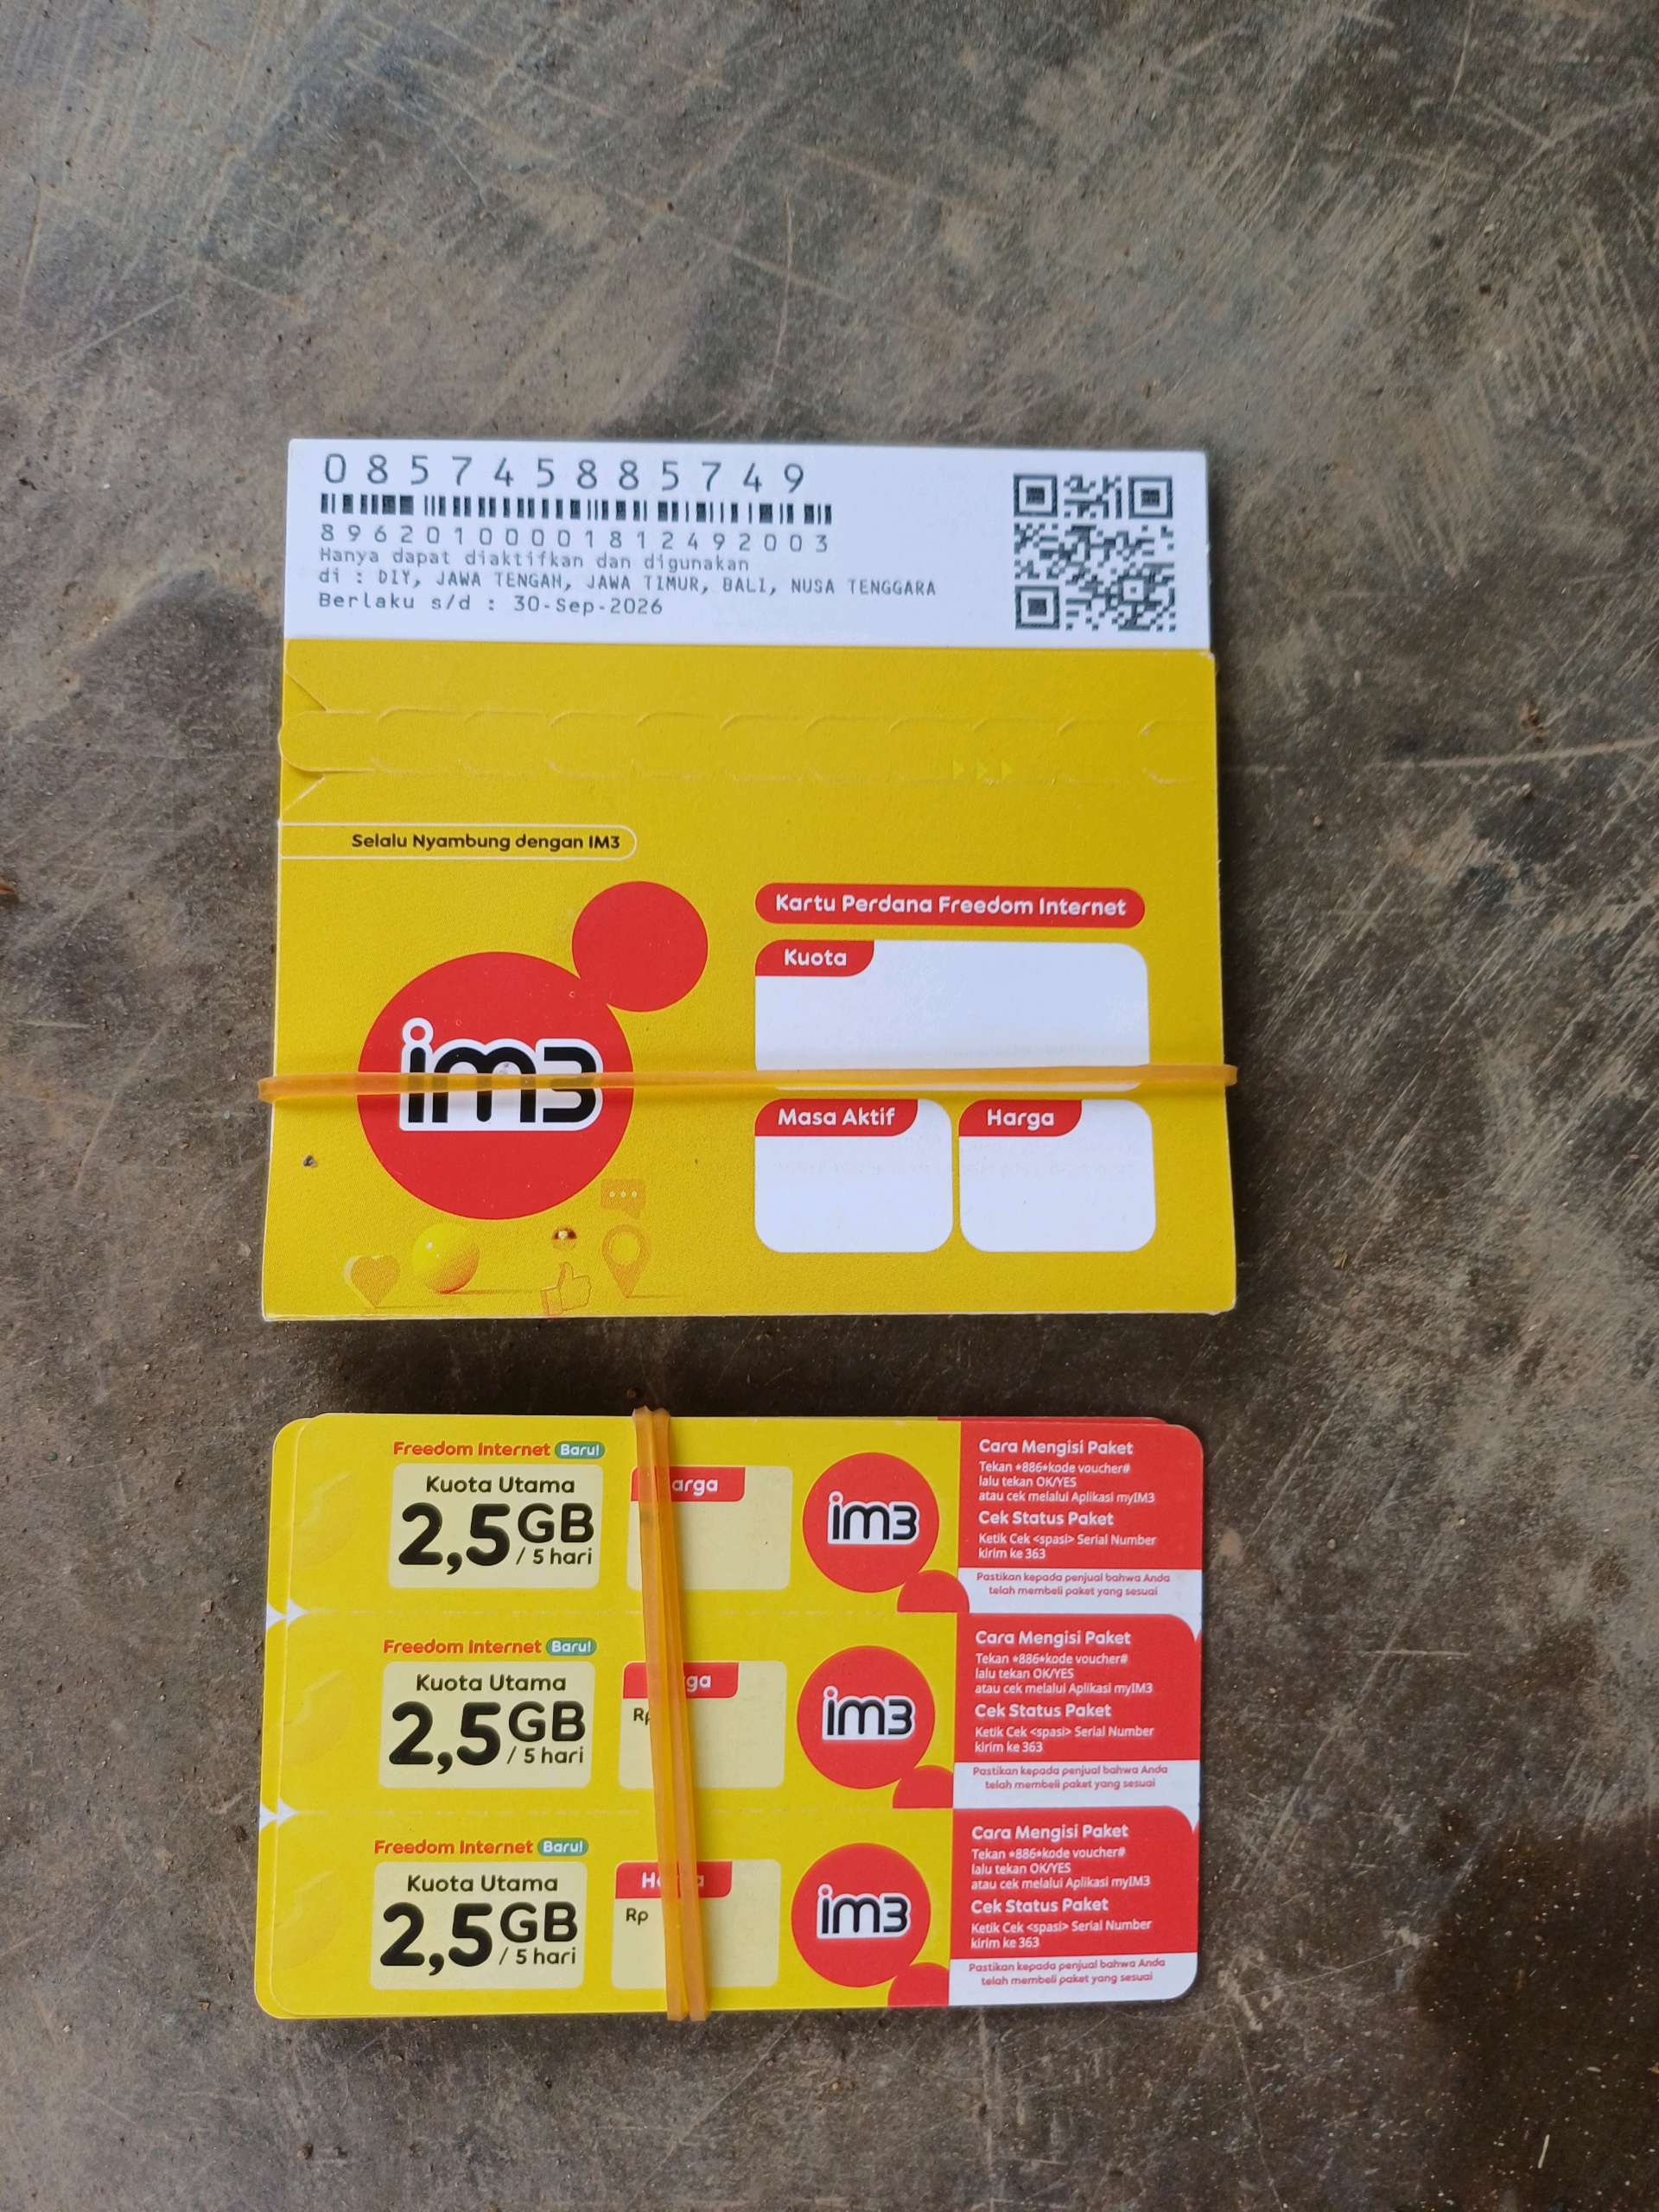 085745885749
89620100001812492003
Hanya dapat diaktifkan dan digunakan
di : DIY, JAWA TENGAH, JAWA TIMUR, BALI, NUSA TENGGARA
Berlaku s/d : 30-Sep-2026
Selalu Nyambung dengan IM3
Kartu Perdana Freedom Internet
Kuota
im3
Masa Aktif
Harga
Freedom Internet Baru!
Kuota Utama
2,5GB
/ 5 hari
arga
im3
Cara Mengisi Paket
Tekan *886*kode voucher#
lalu tekan OK/YES
atau cek melalui Aplikasi myIM3
Cek Status Paket
Ketik Cek <spasi> Serial Number
kirim ke 363
Pastikan kepada penjual bahwa Anda
telah membeli paket yang sesuai
Freedom Internet Baru!
Kuota Utama
2,5GB
/ 5 hari
ga
Rp
im3
Cara Mengisi Paket
Tekan *886*kode voucher#
lalu tekan OK/YES
atau cek melalui Aplikasi myIM3
Cek Status Paket
Ketik Cek <spasi> Serial Number
kirim ke 363
Pastikan kepada penjual bahwa Anda
telah membeli paket yang sesuai
Freedom Internet Baru!
Kuota Utama
2,5GB
/ 5 hari
Harga
Rp
im3
Cara Mengisi Paket
Tekan *886*kode voucher#
lalu tekan OK/YES
atau cek melalui Aplikasi myIM3
Cek Status Paket
Ketik Cek <spasi> Serial Number
kirim ke 363
Pastikan kepada penjual bahwa Anda
telah membeli paket yang sesuai